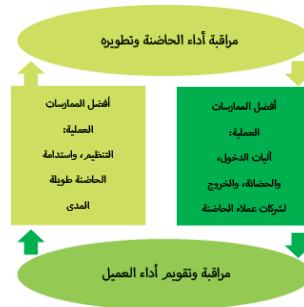 مراقبة أداء الحاضنة وتطويره
أفضل الممارسات
العملية:
آليات الدخول،
والحضانة، والخروج
لشركات عملاء الحاضنة
أفضل الممارسات
العملية:
التنظيم، واستدامة
الحاضنة طويلة
المدى
مراقبة وتقويم أداء العميل